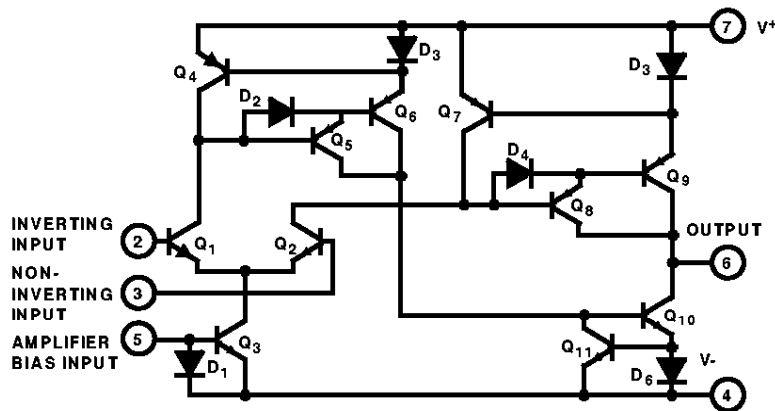 7 V+
D3
D3
Q4
D2
Q6
Q7
Q5
D4
Q9
Q8
INVERTING
INPUT
2
Q1
Q2
OUTPUT
6
NON-
INVERTING
INPUT
3
Q10
AMPLIFIER
BIAS INPUT
5
Q3
D1
Q11
V-
D6
4